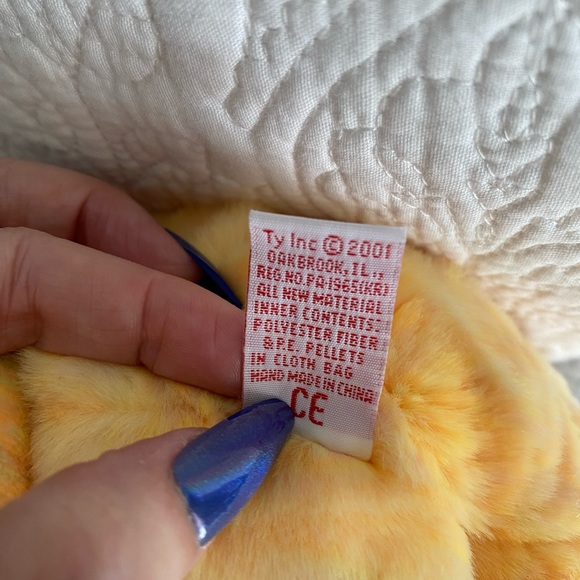 Ty Inc © 2001
OAKBROOK, IL.,
REG.NO.PA-1965(KR)
ALL NEW MATERIAL
INNER CONTENTS:
POLYESTER FIBER
& P.E. PELLETS
IN CLOTH BAG
HAND MADE IN CHINA
CE